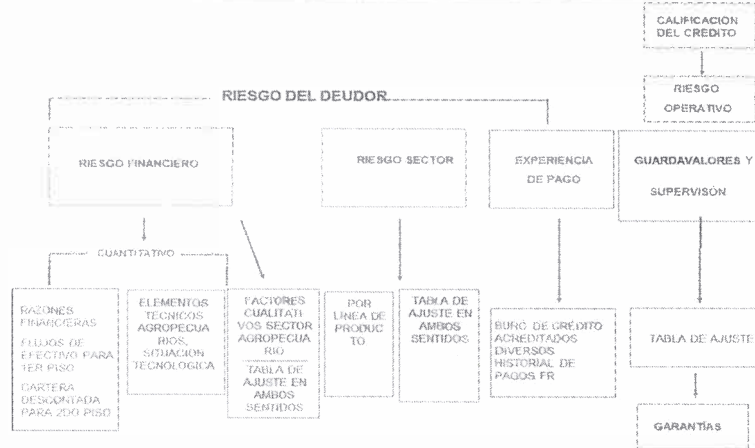 CALIFICACION
DEL CREDITO
RIESGO
OPERATIVO
RIESGO DEL DEUDOR
RIESGO FINANCIERO
RIESGO SECTOR
EXPERIENCIA
DE PAGO
GUARDAVALORES Y
SUPERVISÓN
CUANTITATIVO
RAZONES
FINANCIERAS
FLUJOS DE
EFECTIVO PARA
1ER PISO
CARTERA
DESCONTADA
PARA 2DO PISO
ELEMENTOS
TECNICOS
AGROPECUA
RIOS,
SITUACION
TECNOLOGICA
FACTORES
CUALITATI
VOS SECTOR
AGROPECUA
RIO
TABLA DE
AJUSTE EN
AMBOS
SENTIDOS
POR
LINEA DE
PRODUC
TO
TABLA DE
AJUSTE EN
AMBOS
SENTIDOS
BURO DE CRÉDITO
ACREDITADOS
DIVERSOS
HISTORIAL DE
PAGOS FR
TABLA DE AJUSTE
GARANTÍAS